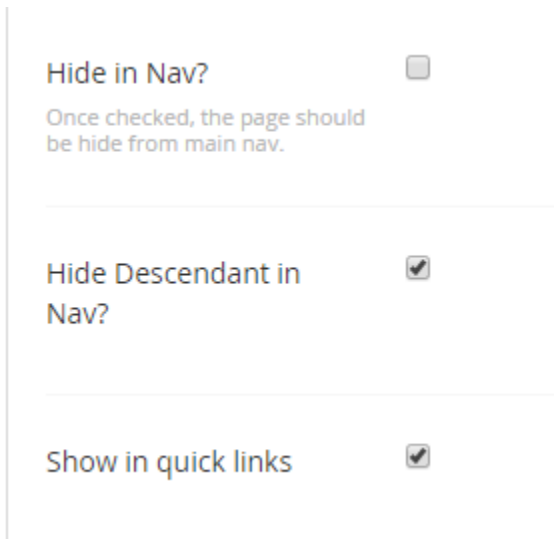 Hide in Nav?
Once checked, the page should
be hide from main nav.
Hide Descendant in
Nav?
Show in quick links